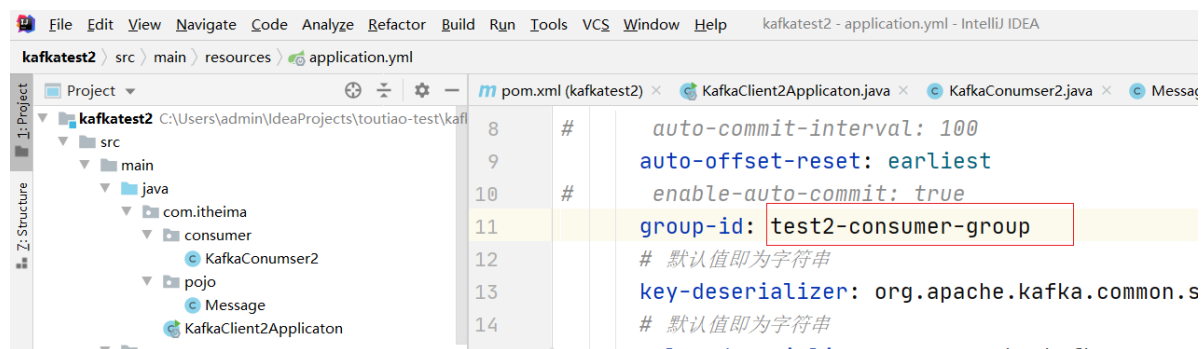 File Edit View Navigate Code Analyze Refactor Build Run Tools VCS Window Help kafkatest2 - application.yml - IntelliJ IDEA
kafkatest2 src main resources application.yml
Project
pom.xml (kafkatest2) KafkaClient2Applicaton.java KafkaConumser2.java Messag
1: Project
Z: Structure
kafkatest2 C:\Users\admin\IdeaProjects\toutiao-test\kafl
src
main
java
com.itheima
consumer
KafkaConumser2
pojo
Message
KafkaClient2Applicaton
8 # auto-commit-interval: 100
9 auto-offset-reset: earliest
10 # enable-auto-commit: true
11 group-id: test2-consumer-group
12 # 默认值即为字符串
13 key-deserializer: org.apache.kafka.common.s
14 # 默认值即为字符串